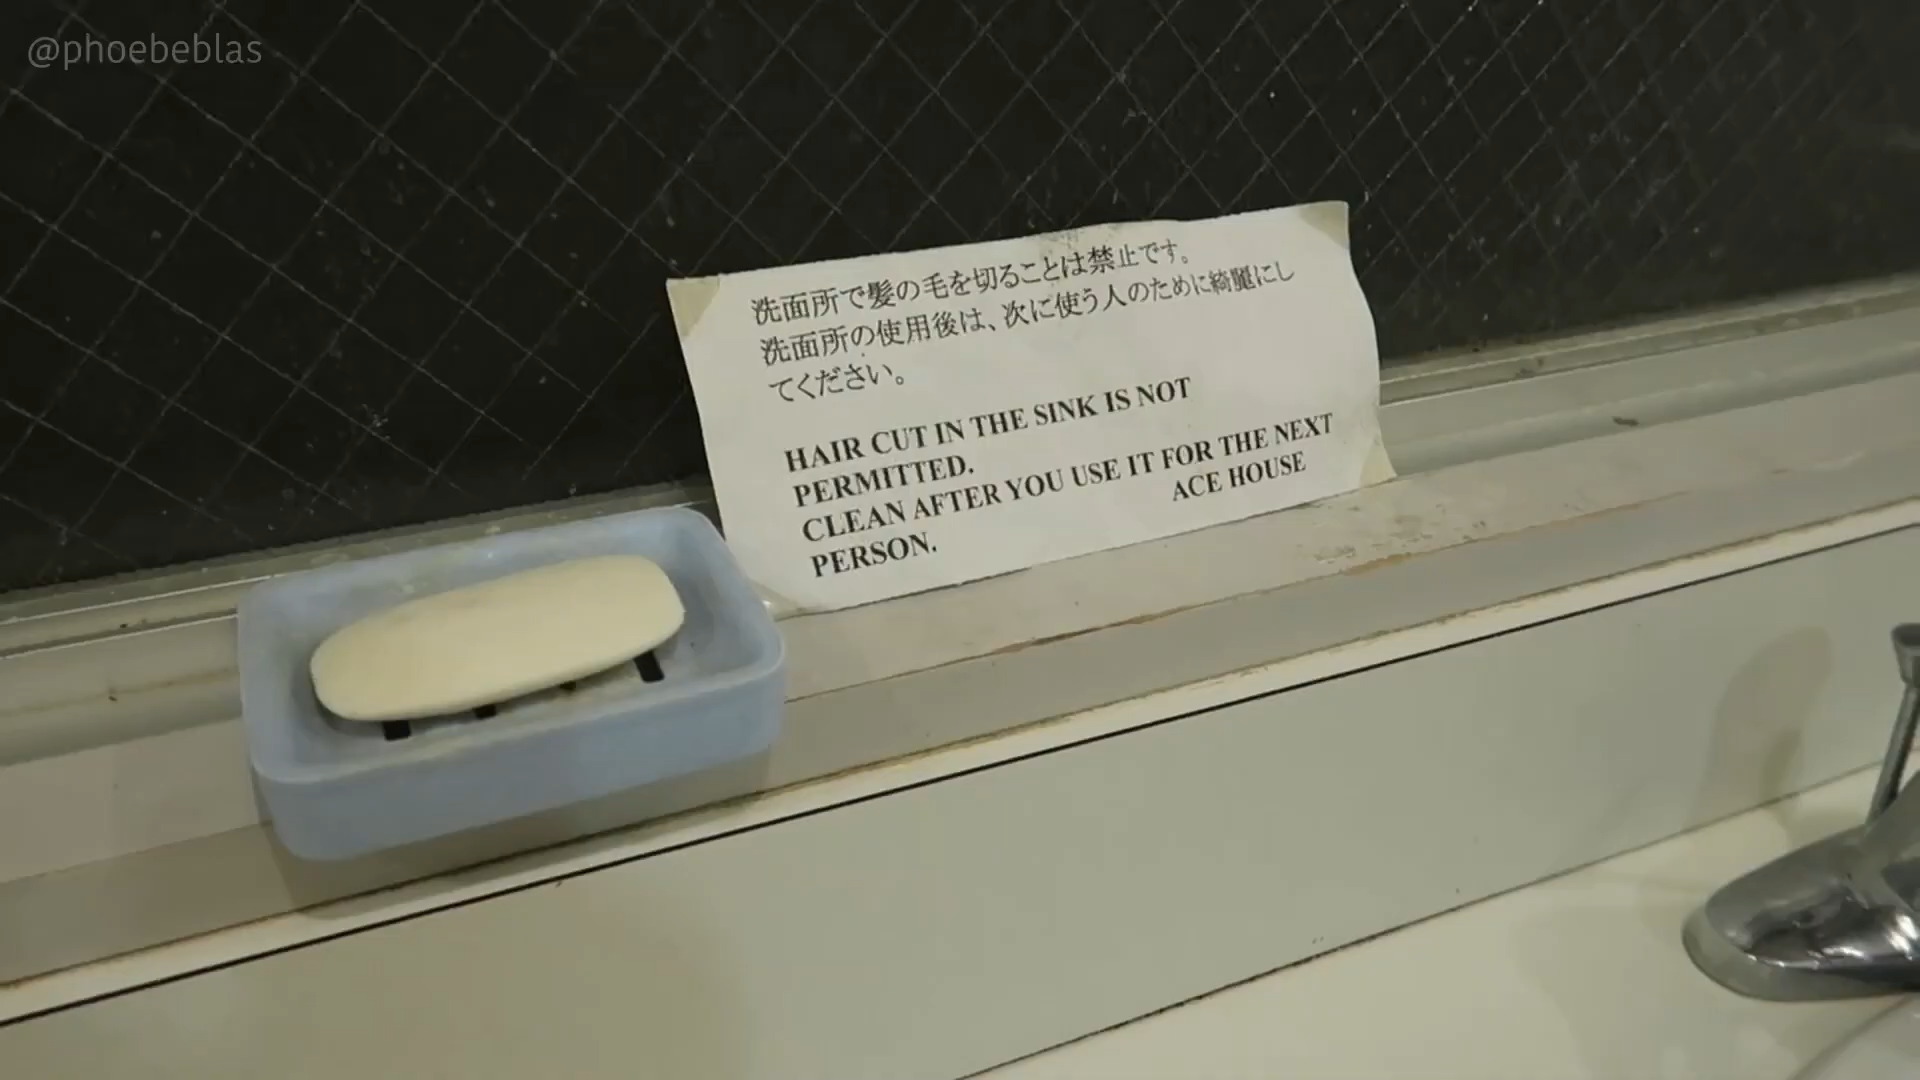 @phoebeblas
洗面所で髪の毛を切ることは禁止です。
洗面所の使用後は、次に使う人のために綺麗にし
てください。
HAIR CUT IN THE SINK IS NOT
PERMITTED.
CLEAN AFTER YOU USE IT FOR THE NEXT
PERSON.
ACE HOUSE